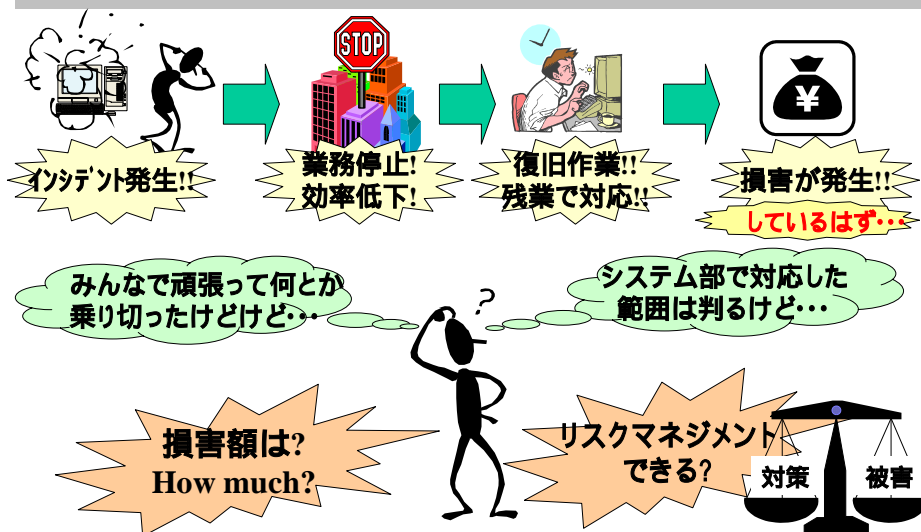 STOP
インシデント発生!!
業務停止!
効率低下!
復旧作業!!
残業で対応!!
¥
損害が発生!!
しているはず･･･
みんなで頑張って何とか
乗り切ったけどけど･･･
?
システム部で対応した
範囲は判るけど･･･
損害額は?
How much?
リスクマネジメント
できる?
対策
被害